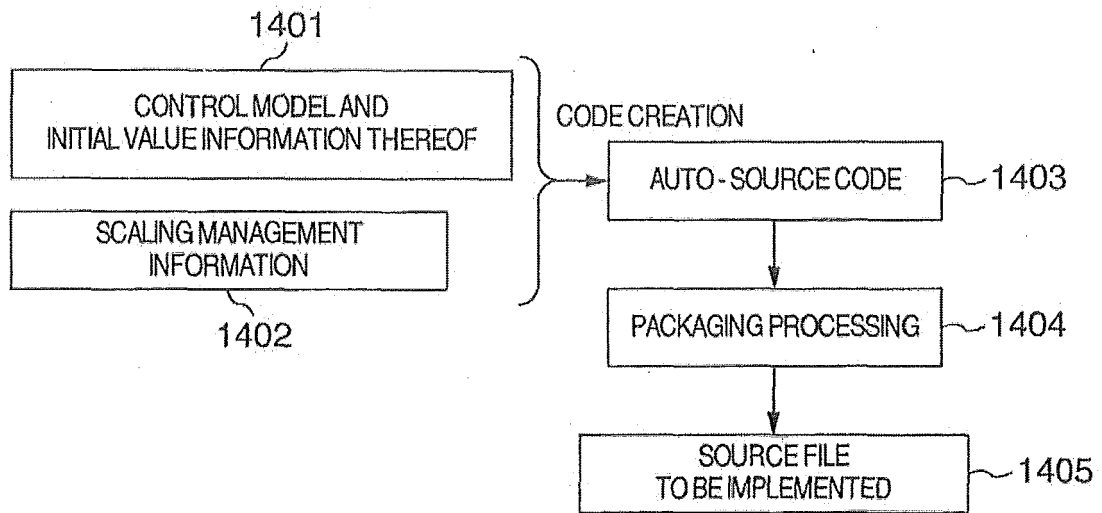 1401
CONTROL MODEL AND
INITIAL VALUE INFORMATION THEREOF
SCALING MANAGEMENT
INFORMATION
1402
CODE CREATION
AUTO-SOURCE CODE
1403
PACKAGING PROCESSING
1404
SOURCE FILE
TO BE IMPLEMENTED
1405